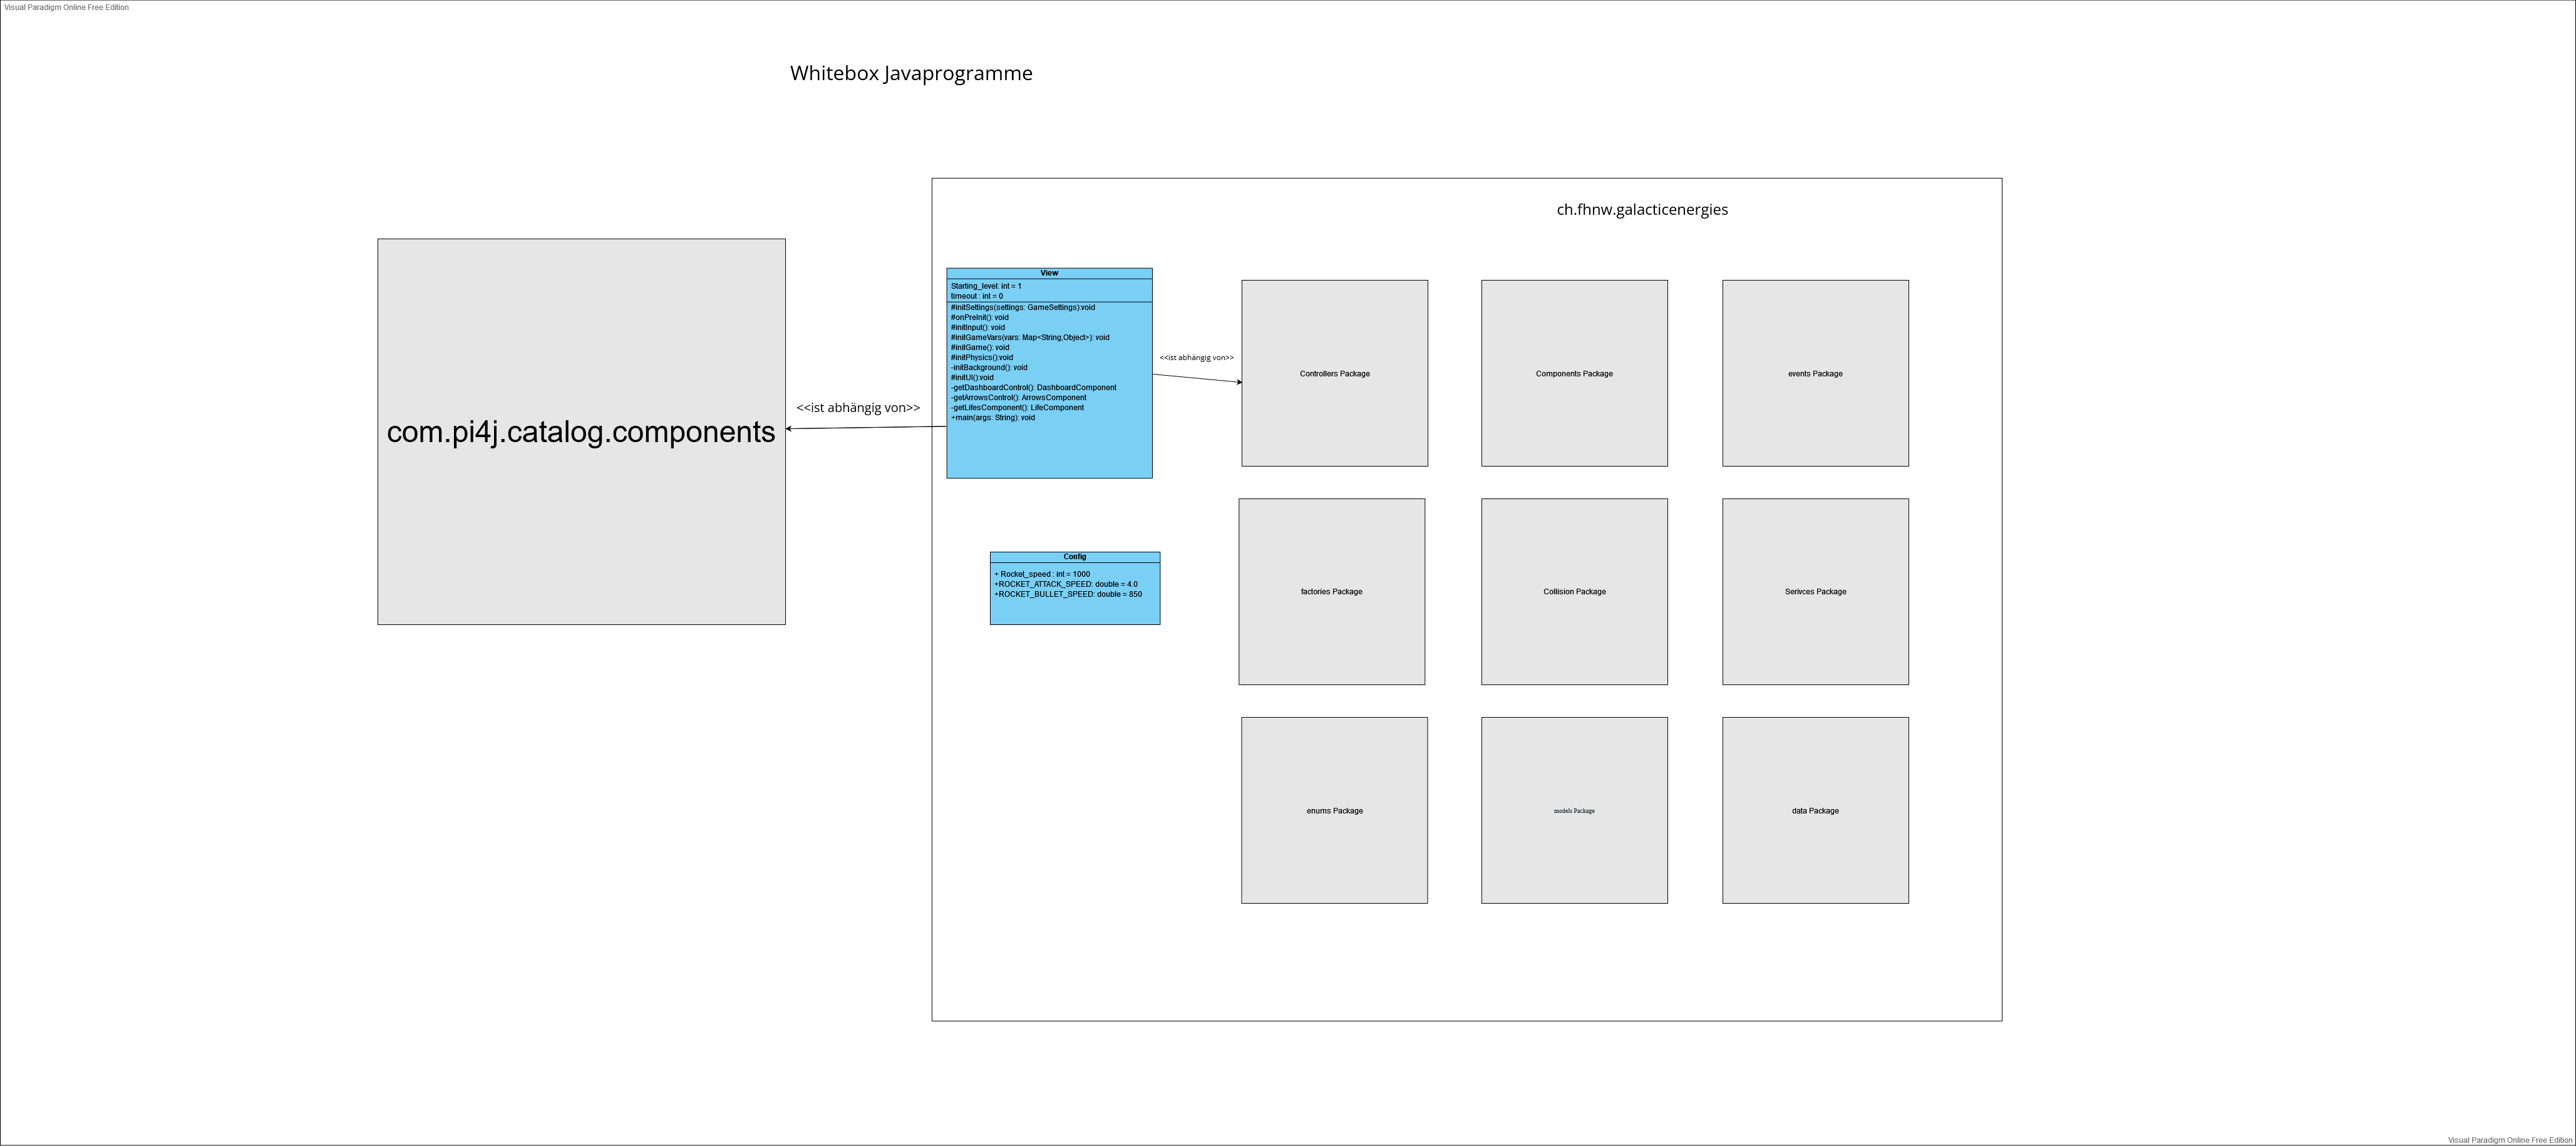 Visual Paradigm Online Free Edition
Whitebox Javaprogramme
ch.fhnw.galacticenergies
com.pi4j.catalog.components
<<ist abhängig von>>
View
Starting_level: int = 1
timeout : int = 0
#initSettings(settings: GameSettings):void
#onPreInit(): void
#initInput(): void
#initGameVars(vars: Map<String,Object>): void
#initGame(): void
#initPhysics():void
-initBackground(): void
#initUI():void
-getDashboardControl(): DashboardComponent
-getArrowsControl(): ArrowsComponent
-getLifesComponent(): LifeComponent
+main(args: String): void
<<ist abhängig von>>
Controllers Package
Components Package
events Package
Config
+ Rocket_speed : int = 1000
+ROCKET_ATTACK_SPEED: double = 4.0
+ROCKET_BULLET_SPEED: double = 850
factories Package
Collision Package
Serivces Package
enums Package
models Package
data Package
Visual Paradigm Online Free Edition